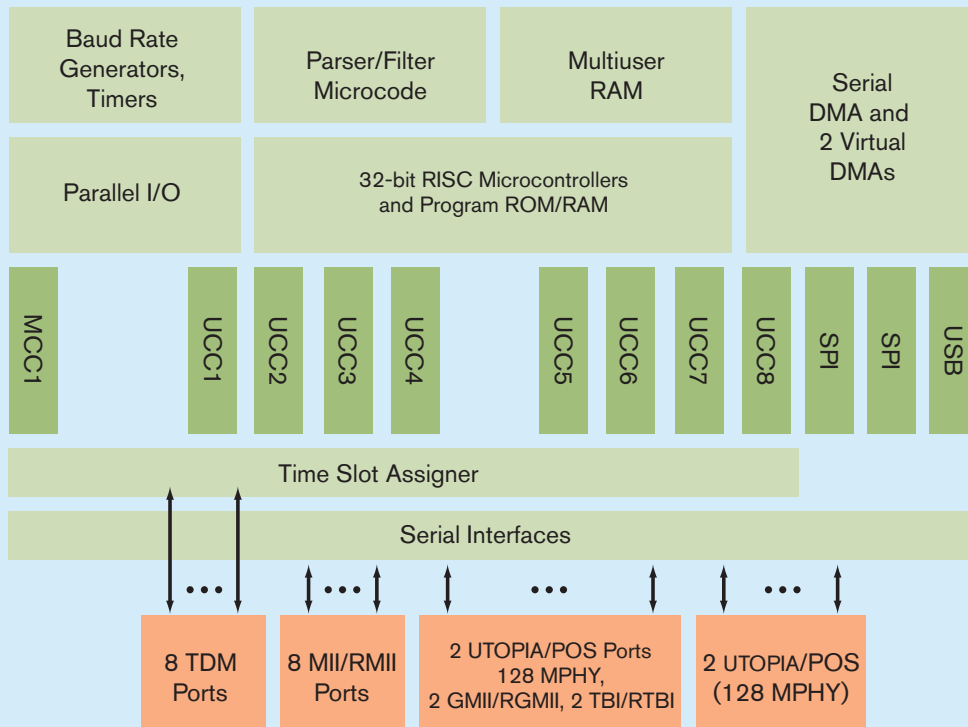 Baud Rate
Generators,
Timers
Parser/Filter
Microcode
Multiuser
RAM
Serial
DMA and
2 Virtual
DMAs
Parallel I/O
32-bit RISC Microcontrollers
and Program ROM/RAM
MCC1
UCC1
UCC2
UCC3
UCC4
UCC5
UCC6
UCC7
UCC8
SPI
SPI
USB
Time Slot Assigner
Serial Interfaces
8 TDM
Ports
8 MII/RMII
Ports
2 UTOPIA/POS Ports
128 MPHY,
2 GMII/RGMII, 2 TBI/RTBI
2 UTOPIA/POS
(128 MPHY)